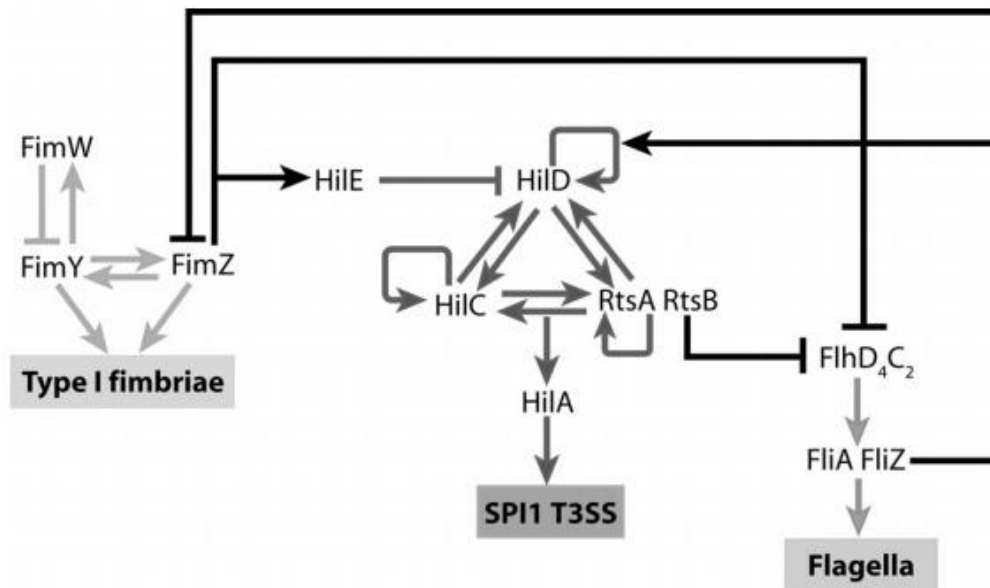 FimW
HilE
HilD
FimY
FimZ
HilC
RtsA RtsB
FlhD4C2
Type I fimbriae
HilA
FliA FliZ
SPI1 T3SS
Flagella